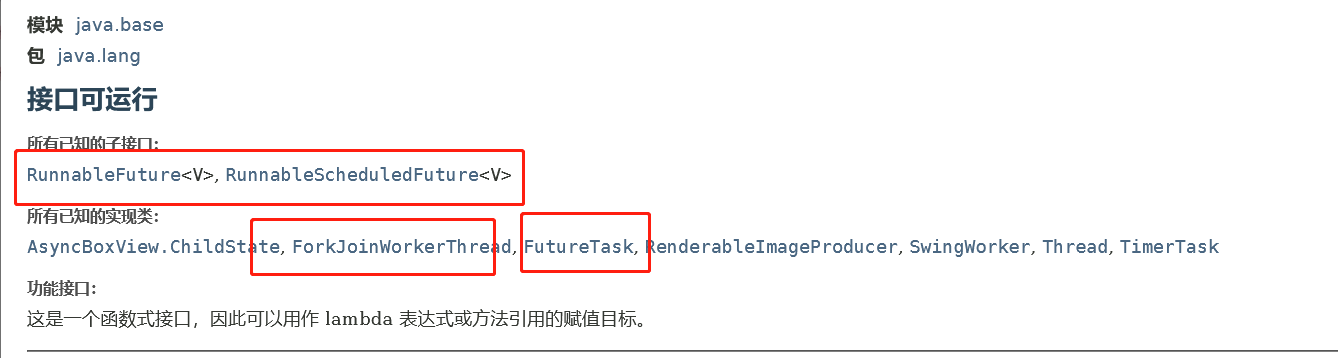 模块 java.base
包 java.lang
接口可运行
所有已知的子接口:
RunnableFuture<V>, RunnableScheduledFuture<V>
所有已知的实现类:
AsyncBoxView.ChildState, ForkJoinWorkerThread, FutureTask, RenderableImageProducer, SwingWorker, Thread, TimerTask
功能接口:
这是一个函数式接口，因此可以用作 lambda 表达式或方法引用的赋值目标。